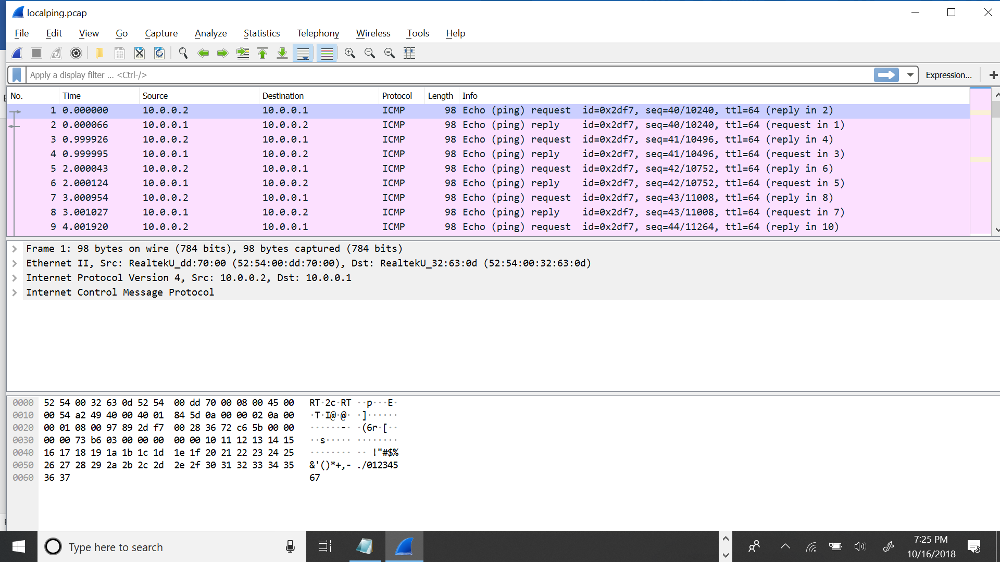 localping.pcap
File Edit View Go Capture Analyze Statistics Telephony Wireless Tools Help
Apply a display filter ... <Ctrl-/> Expression... +
No. Time Source Destination Protocol Length Info
1 0.000000 10.0.0.2 10.0.0.1 ICMP 98 Echo (ping) request id=0x2df7, seq=40/10240, ttl=64 (reply in 2)
2 0.000066 10.0.0.1 10.0.0.2 ICMP 98 Echo (ping) reply id=0x2df7, seq=40/10240, ttl=64 (request in 1)
3 0.999926 10.0.0.2 10.0.0.1 ICMP 98 Echo (ping) request id=0x2df7, seq=41/10496, ttl=64 (reply in 4)
4 0.999995 10.0.0.1 10.0.0.2 ICMP 98 Echo (ping) reply id=0x2df7, seq=41/10496, ttl=64 (request in 3)
5 2.000043 10.0.0.2 10.0.0.1 ICMP 98 Echo (ping) request id=0x2df7, seq=42/10752, ttl=64 (reply in 6)
6 2.000124 10.0.0.1 10.0.0.2 ICMP 98 Echo (ping) reply id=0x2df7, seq=42/10752, ttl=64 (request in 5)
7 3.000954 10.0.0.2 10.0.0.1 ICMP 98 Echo (ping) request id=0x2df7, seq=43/11008, ttl=64 (reply in 8)
8 3.001027 10.0.0.1 10.0.0.2 ICMP 98 Echo (ping) reply id=0x2df7, seq=43/11008, ttl=64 (request in 7)
9 4.001920 10.0.0.2 10.0.0.1 ICMP 98 Echo (ping) request id=0x2df7, seq=44/11264, ttl=64 (reply in 10)
Frame 1: 98 bytes on wire (784 bits), 98 bytes captured (784 bits)
Ethernet II, Src: RealtekU_dd:70:00 (52:54:00:dd:70:00), Dst: RealtekU_32:63:0d (52:54:00:32:63:0d)
Internet Protocol Version 4, Src: 10.0.0.2, Dst: 10.0.0.1
Internet Control Message Protocol
0000 52 54 00 32 63 0d 52 54 00 dd 70 00 08 00 45 00 RT·2c·RT ··p···E·
0010 00 54 a2 49 40 00 40 01 84 5d 0a 00 00 02 0a 00 ·T·I@·@· ·]······
0020 00 01 08 00 97 89 2d f7 00 28 36 72 c6 5b 00 00 ······-· ·(6r·[··
0030 00 00 73 b6 03 00 00 00 00 00 10 11 12 13 14 15 ··s····· ········
0040 16 17 18 19 1a 1b 1c 1d 1e 1f 20 21 22 23 24 25 ········ ·· !"#$%
0050 26 27 28 29 2a 2b 2c 2d 2e 2f 30 31 32 33 34 35 &'()*+,- ./012345
0060 36 37 67
Type here to search
7:25 PM
10/16/2018